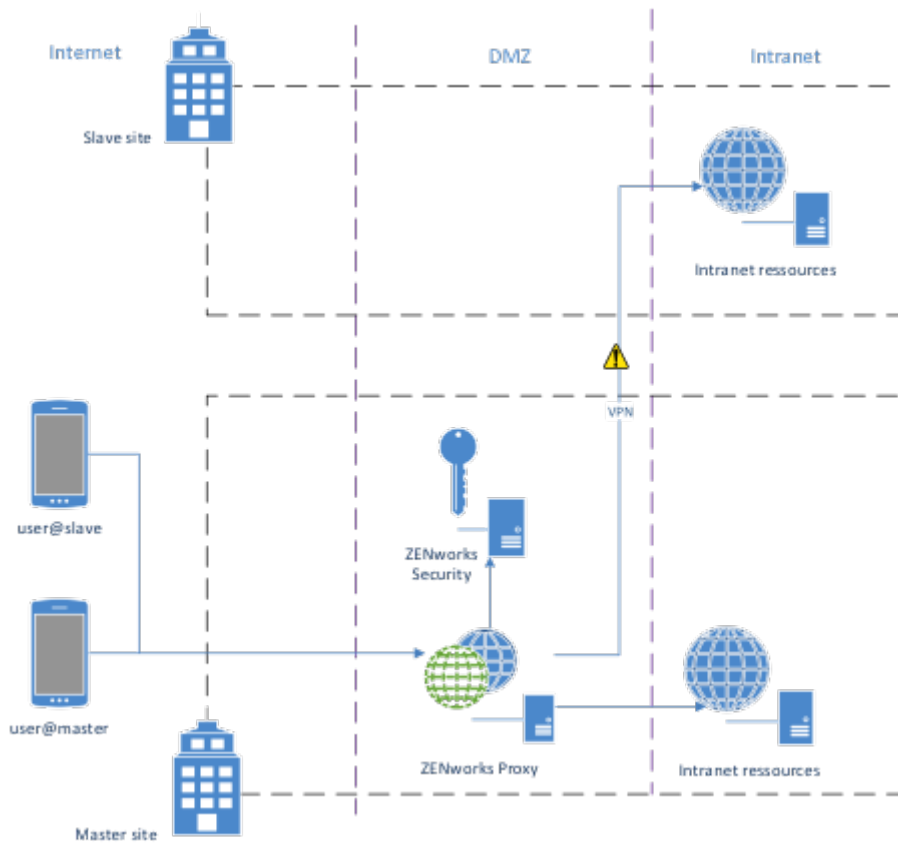 Internet
DMZ
Intranet
Slave site
Intranet ressources
VPN
user@slave
ZENworks
Security
user@master
ZENworks Proxy
Intranet ressources
Master site